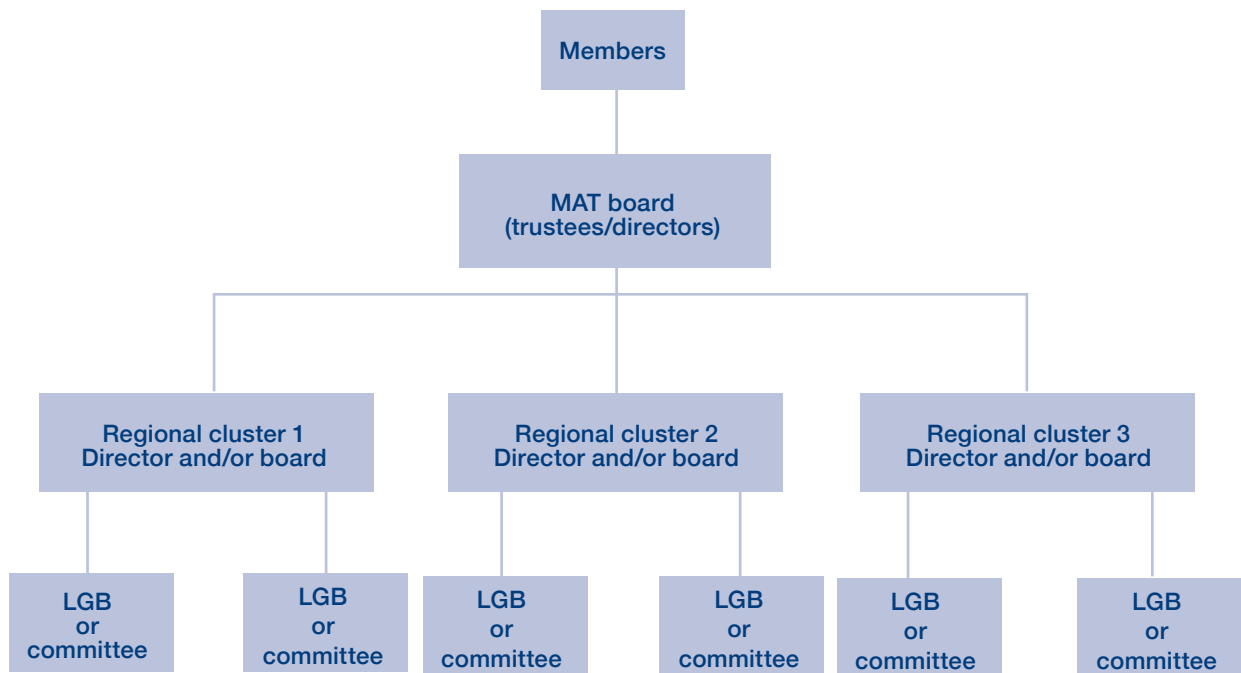 Members
MAT board
(trustees/directors)
Regional cluster 1
Director and/or board
Regional cluster 2
Director and/or board
Regional cluster 3
Director and/or board
LGB
or
committee
LGB
or
committee
LGB
or
committee
LGB
or
committee
LGB
or
committee
LGB
or
committee